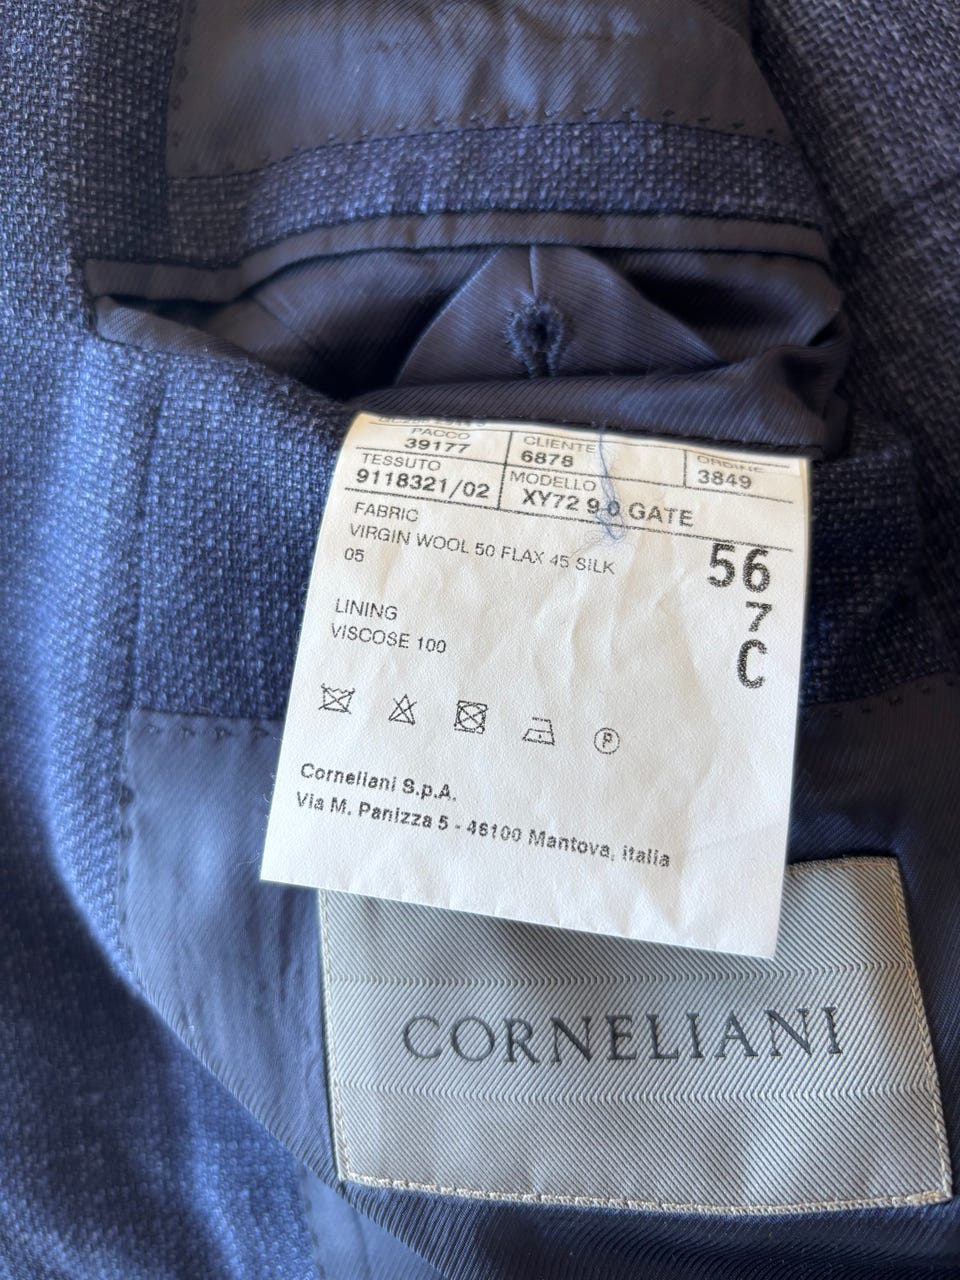 PACCO
39177
CLIENTE
6878
ORDINE
3849
TESSUTO
9118321/02
MODELLO
XY72 9 0 GATE
FABRIC
VIRGIN WOOL 50 FLAX 45 SILK
05
56
7
C
LINING
VISCOSE 100
P
Corneliani S.p.A.
Via M. Panizza 5 - 46100 Mantova, italia
CORNELIANI